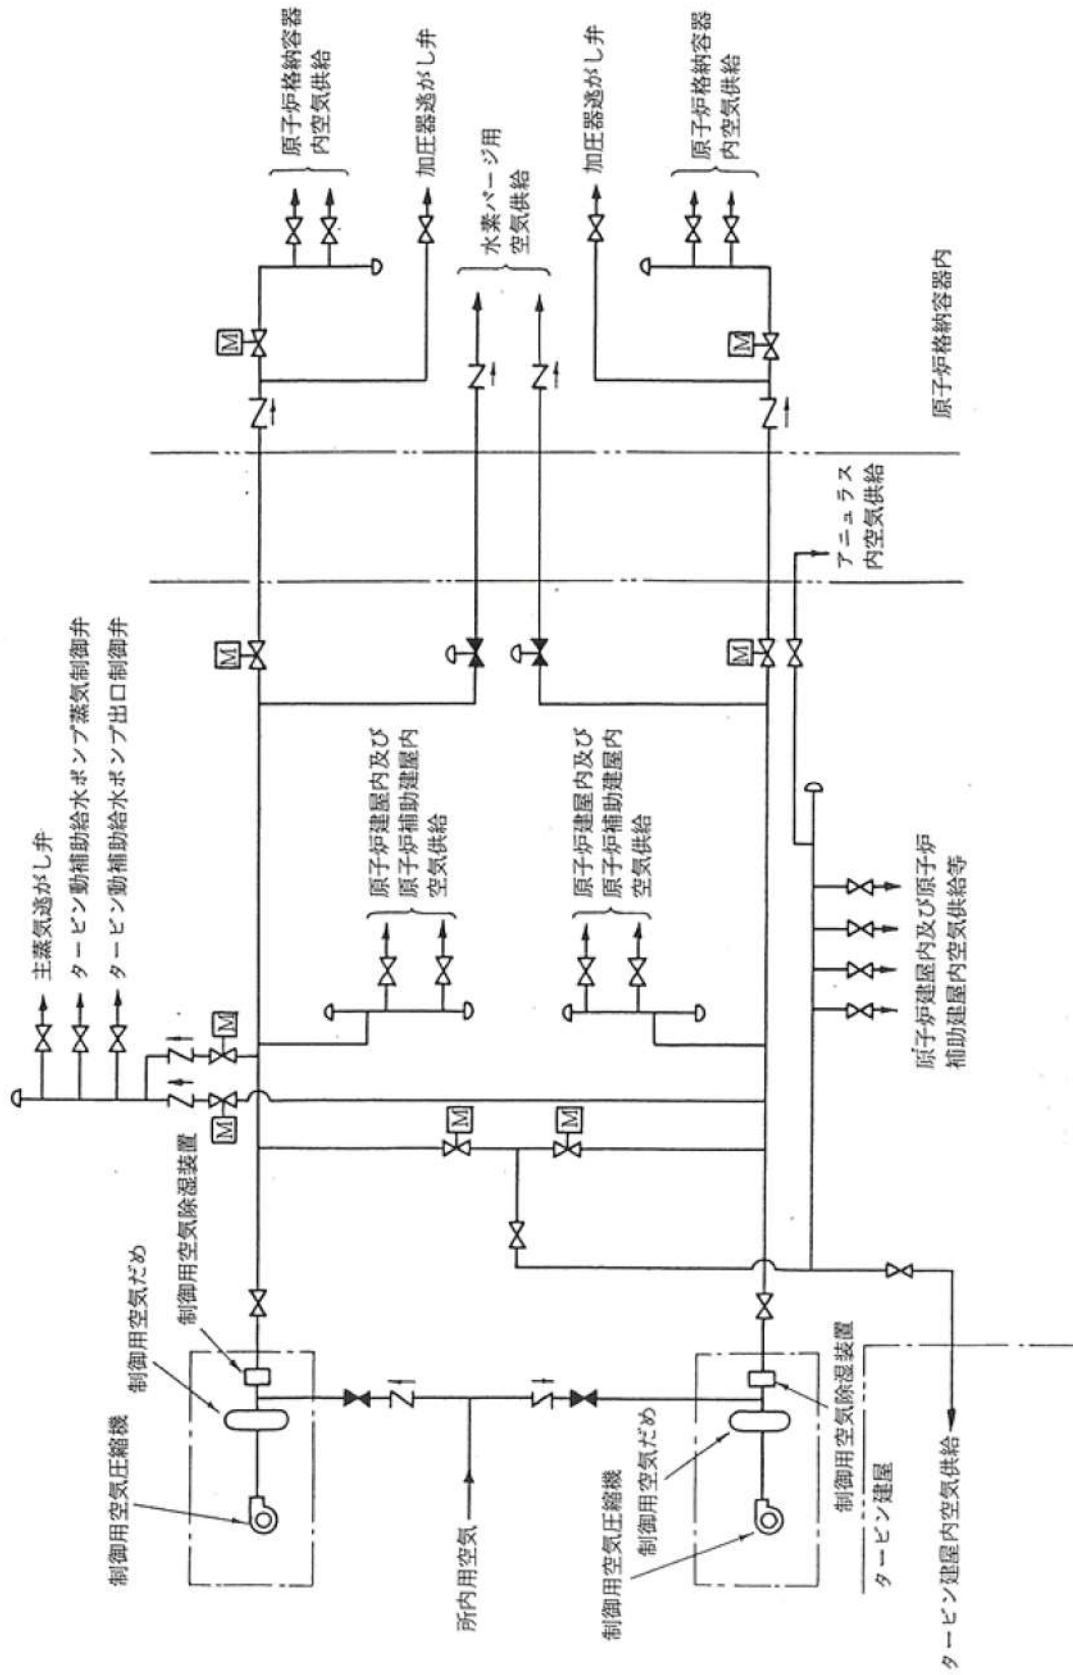 原子炉格納容器
内空気供給
加圧器逃がし弁
水素パージ用
空気供給
加圧器逃がし弁
原子炉格納容器
内空気供給
原子炉格納容器内
M
M
アニュラス
内空気供給
M
M
主蒸気逃がし弁
タービン動補助給水ポンプ蒸気制御弁
タービン動補助給水ポンプ出口制御弁
原子炉建屋内及び
原子炉補助建屋内
空気供給
原子炉建屋内及び
原子炉補助建屋内
空気供給
原子炉建屋内及び原子炉
補助建屋内空気供給等
M
M
M
M
制御用空気圧縮機
制御用空気だめ
制御用空気除湿装置
所内用空気
制御用空気圧縮機
制御用空気だめ
制御用空気除湿装置
タービン建屋
タービン建屋内空気供給